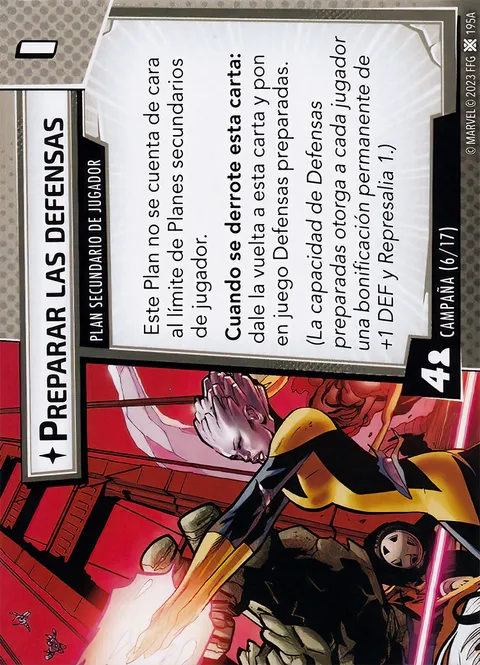 0
PREPARAR LAS DEFENSAS
PLAN SECUNDARIO DE JUGADOR
Este Plan no se cuenta de cara
al límite de Planes secundarios
de jugador.
Cuando se derrote esta carta:
dale la vuelta a esta carta y pon
en juego Defensas preparadas.
(La capacidad de Defensas
preparadas otorga a cada jugador
una bonificación permanente de
+1 DEF y Represalia 1.)
4
CAMPAÑA (6/17)
© MARVEL © 2023 FFG 195A